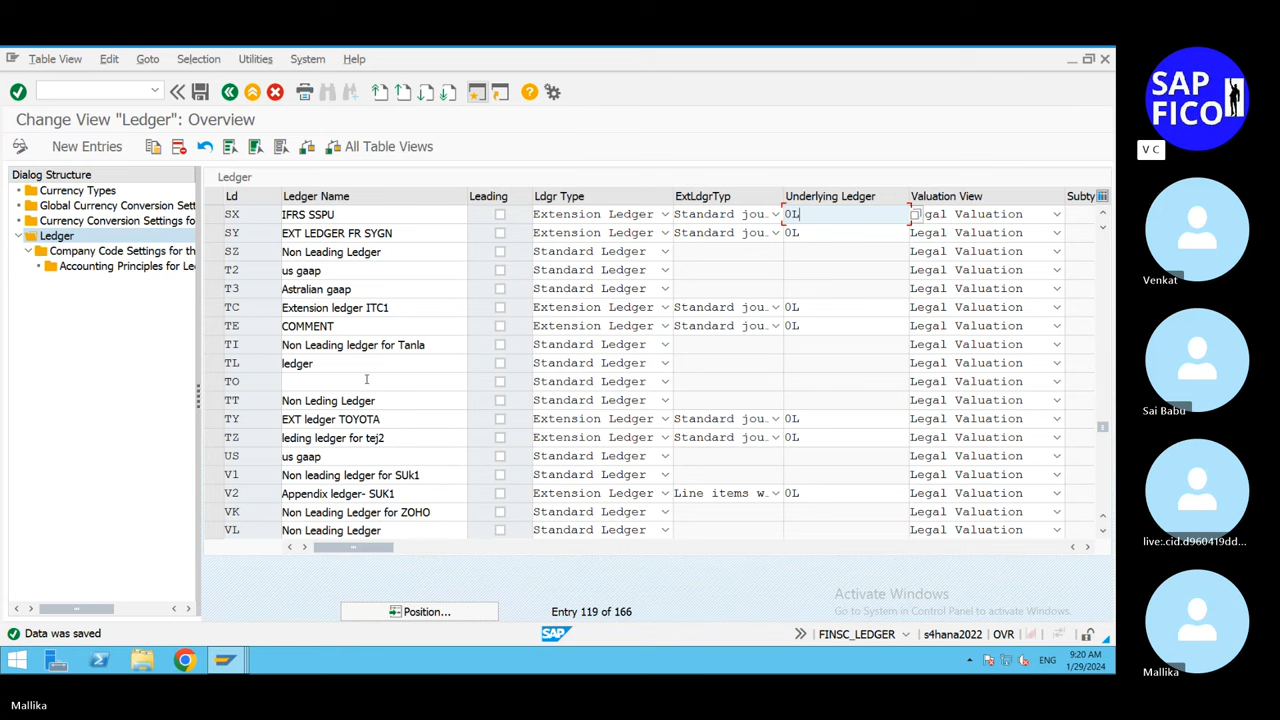 Table View Edit Goto Selection Utilities System Help
Change View "Ledger": Overview
New Entries All Table Views
Dialog Structure
Currency Types
Global Currency Conversion Sett
Currency Conversion Settings for
Ledger
Company Code Settings for th
Accounting Principles for Le
Ledger
Ld Ledger Name Leading Ldgr Type ExtLdgrTyp Underlying Ledger Valuation View Subty
SX IFRS SSPU Extension Ledger Standard jou… 0L gal Valuation
SY EXT LEDGER FR SYGN Extension Ledger Standard jou… 0L Legal Valuation
SZ Non Leading Ledger Standard Ledger Legal Valuation
T2 us gaap Standard Ledger Legal Valuation
T3 Astralian gaap Standard Ledger Legal Valuation
TC Extension ledger ITC1 Extension Ledger Standard jou… 0L Legal Valuation
TE COMMENT Extension Ledger Standard jou… 0L Legal Valuation
TI Non Leading ledger for Tanla Standard Ledger Legal Valuation
TL ledger Standard Ledger Legal Valuation
TO Standard Ledger Legal Valuation
TT Non Leding Ledger Standard Ledger Legal Valuation
TY EXT ledger TOYOTA Extension Ledger Standard jou… 0L Legal Valuation
TZ leding ledger for tej2 Extension Ledger Standard jou… 0L Legal Valuation
US us gaap Standard Ledger Legal Valuation
V1 Non leading ledger for SUk1 Standard Ledger Legal Valuation
V2 Appendix ledger- SUK1 Extension Ledger Line items w… 0L Legal Valuation
VK Non Leading Ledger for ZOHO Standard Ledger Legal Valuation
VL Non Leading Ledger Standard Ledger Legal Valuation
Position... Entry 119 of 166
Activate Windows
Go to System in Control Panel to activate Windows.
Data was saved SAP FINSC_LEDGER s4hana2022 OVR
ENG 9:20 AM
1/29/2024
SAP
FICO
V C
Venkat
Sai Babu
live:.cid.d960419dd...
Mallika
Mallika